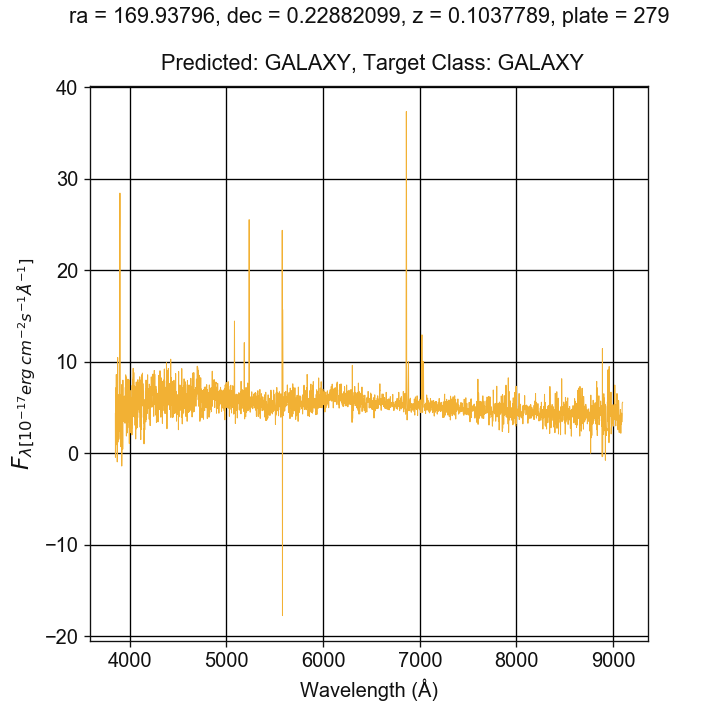 ra = 169.93796, dec = 0.22882099, z = 0.1037789, plate = 279
Predicted: GALAXY, Target Class: GALAXY
40
30
20
10
0
−10
−20
F_λ[10^−17 erg cm^−2 s^−1 Å^−1]
4000 5000 6000 7000 8000 9000
Wavelength (Å)